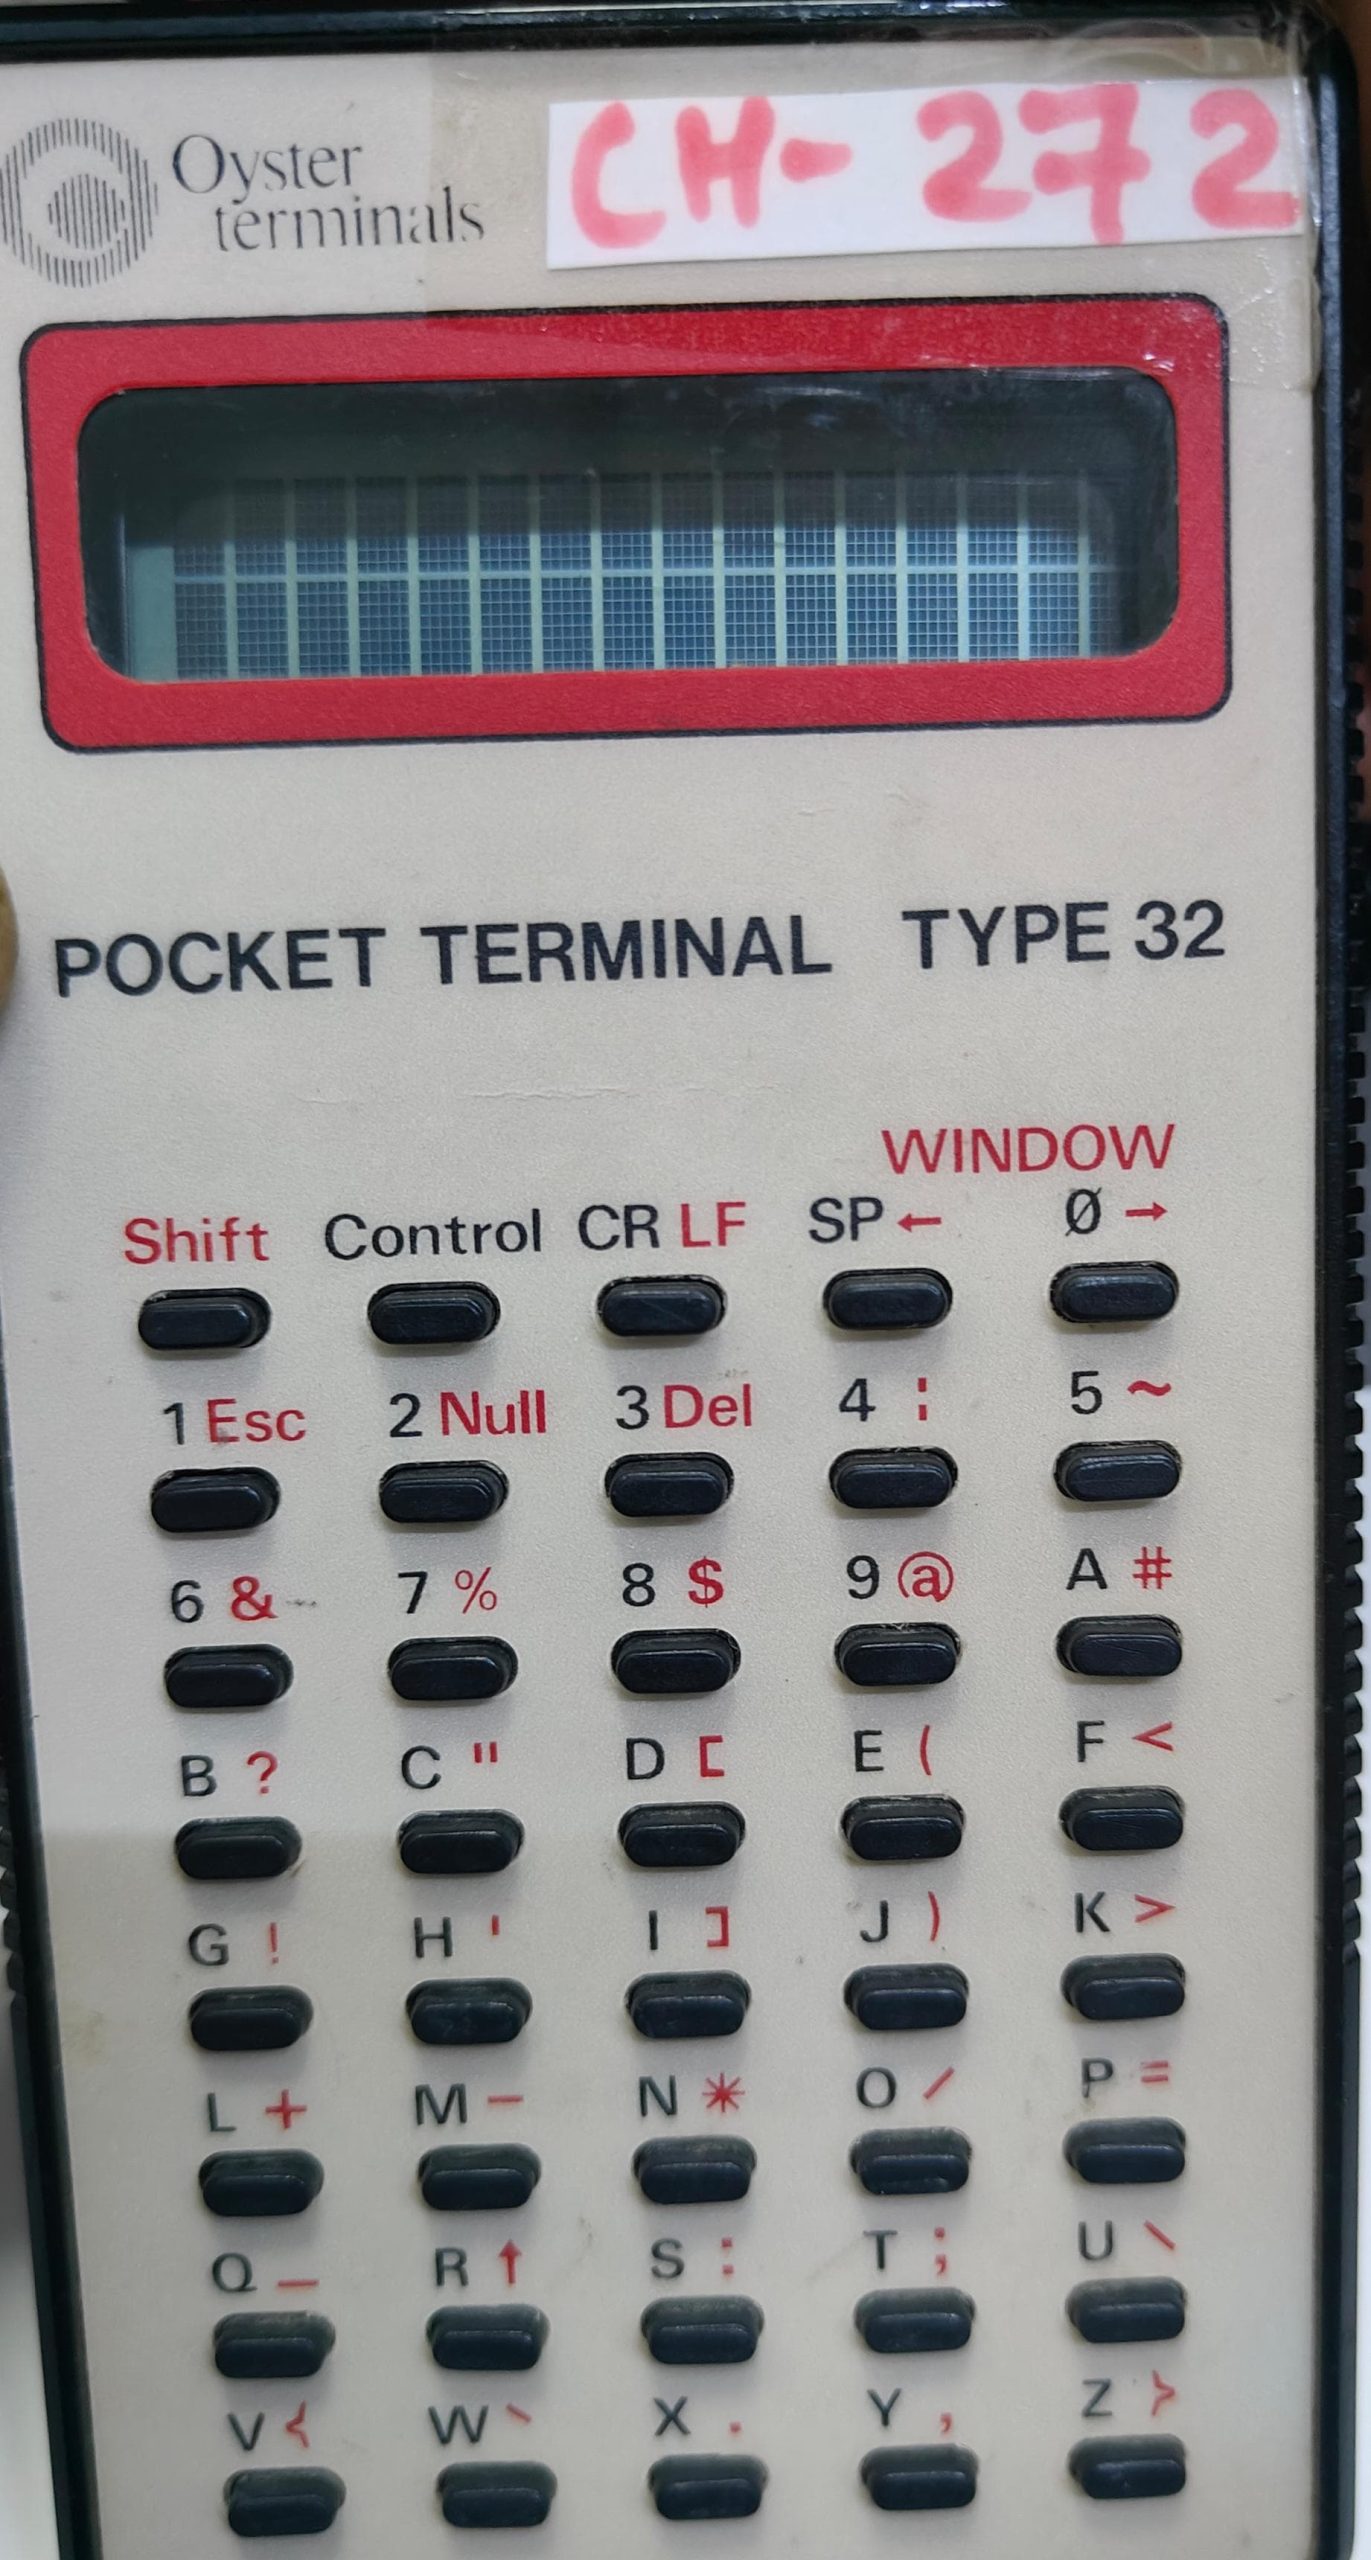 Oyster
terminals
CH- 272
POCKET TERMINAL TYPE 32
WINDOW
Shift Control CR LF SP ← Ø →
1 Esc 2 Null 3 Del 4 ¦ 5 ~
6 & 7 % 8 $ 9 @ A #
B ? C " D [ E ( F <
G ! H ' I ] J ) K >
L + M − N * O / P =
Q _ R ↑ S : T ; U \
V { W ` X . Y , Z }